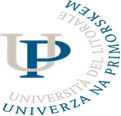 UP
UNIVERSITÀ DEL LITORALE
UNIVERZA NA PRIMORSKEM